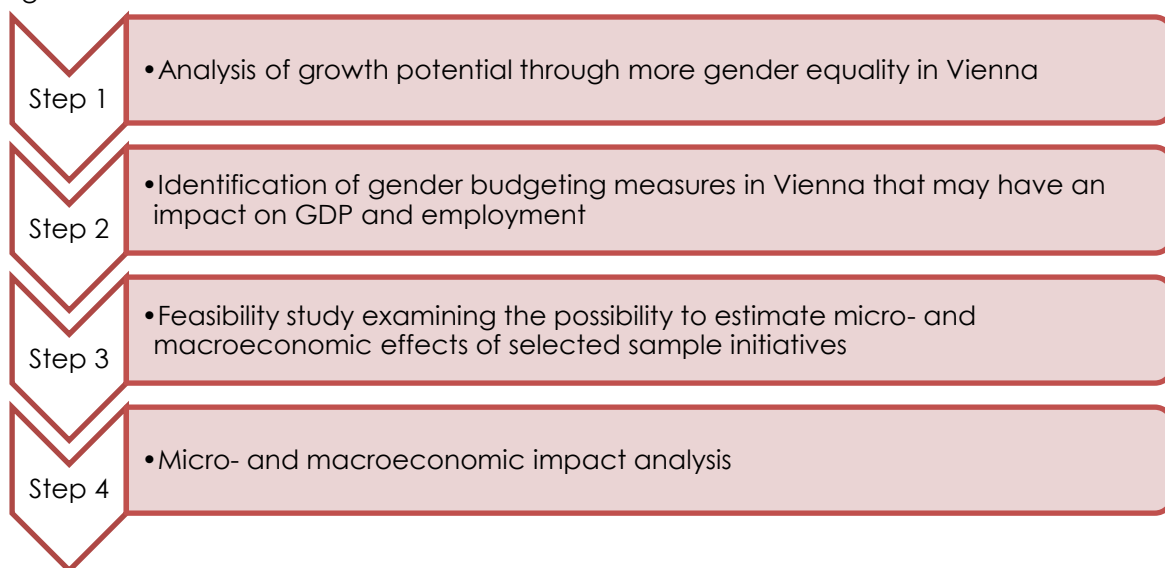 Step 1
•Analysis of growth potential through more gender equality in Vienna
Step 2
•Identification of gender budgeting measures in Vienna that may have an
impact on GDP and employment
Step 3
•Feasibility study examining the possibility to estimate micro- and
macroeconomic effects of selected sample initiatives
Step 4
•Micro- and macroeconomic impact analysis